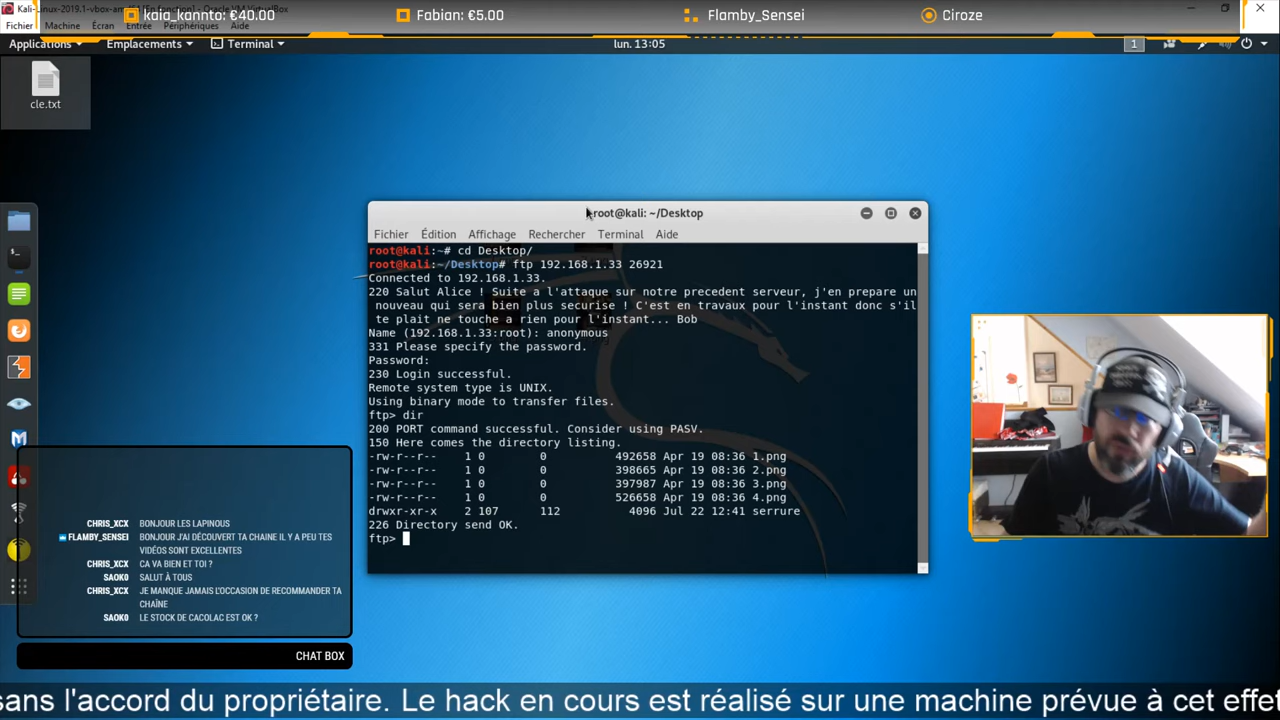 Kali-Linux-2019.1-vbox-am
Oracle VM VirtualBox
Fichier Machine Écran Entrée Périphériques Aide
kaia_kannto: €40.00
Fabian: €5.00
Flamby_Sensei
Ciroze
Applications Emplacements Terminal
lun. 13:05
1
cle.txt
root@kali: ~/Desktop
Fichier Édition Affichage Rechercher Terminal Aide
root@kali:~# cd Desktop/
root@kali:~/Desktop# ftp 192.168.1.33 26921
Connected to 192.168.1.33.
220 Salut Alice ! Suite a l'attaque sur notre precedent serveur, j'en prepare un
nouveau qui sera bien plus securise ! C'est en travaux pour l'instant donc s'il
te plait ne touche a rien pour l'instant... Bob
Name (192.168.1.33:root): anonymous
331 Please specify the password.
Password:
230 Login successful.
Remote system type is UNIX.
Using binary mode to transfer files.
ftp> dir
200 PORT command successful. Consider using PASV.
150 Here comes the directory listing.
-rw-r--r-- 1 0 0 492658 Apr 19 08:36 1.png
-rw-r--r-- 1 0 0 398665 Apr 19 08:36 2.png
-rw-r--r-- 1 0 0 397987 Apr 19 08:36 3.png
-rw-r--r-- 1 0 0 526658 Apr 19 08:36 4.png
drwxr-xr-x 2 107 112 4096 Jul 22 12:41 serrure
226 Directory send OK.
ftp>
CHRIS_XCX BONJOUR LES LAPINOUS
FLAMBY_SENSEI BONJOUR J'AI DÉCOUVERT TA CHAINE IL Y A PEU TES
VIDÉOS SONT EXCELLENTES
CHRIS_XCX CA VA BIEN ET TOI ?
SAOK0 SALUT À TOUS
CHRIS_XCX JE MANQUE JAMAIS L'OCCASION DE RECOMMANDER TA
CHAÎNE
SAOK0 LE STOCK DE CACOLAC EST OK ?
CHAT BOX
sans l'accord du propriétaire. Le hack en cours est réalisé sur une machine prévue à cet effet